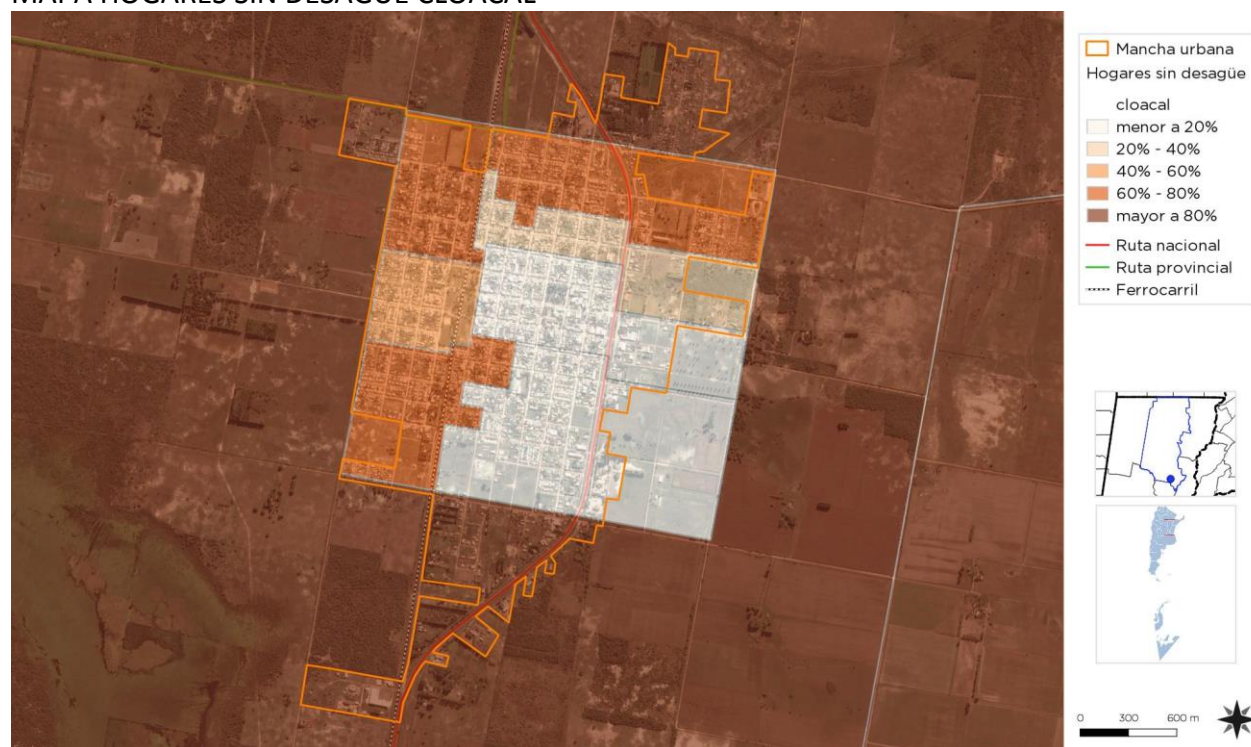 MAPA HOGARES SIN DESAGUE CLOACAL
Mancha urbana
Hogares sin desagüe
cloacal
menor a 20%
20% - 40%
40% - 60%
60% - 80%
mayor a 80%
Ruta nacional
Ruta provincial
Ferrocarril
0 300 600 m